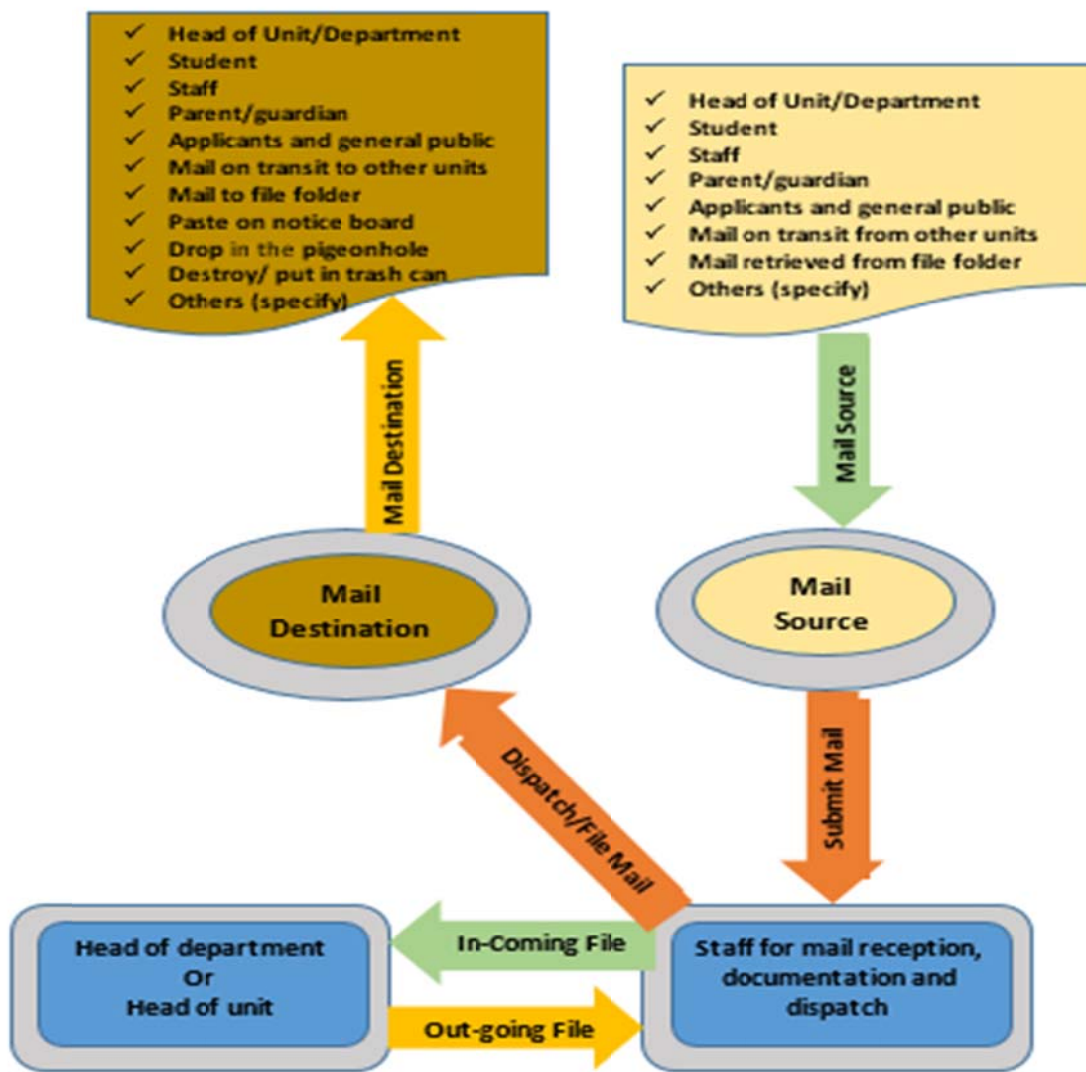 ✓ Head of Unit/Department
✓ Student
✓ Staff
✓ Parent/guardian
✓ Applicants and general public
✓ Mail on transit to other units
✓ Mail to file folder
✓ Paste on notice board
✓ Drop in the pigeonhole
✓ Destroy/ put in trash can
✓ Others (specify)
✓ Head of Unit/Department
✓ Student
✓ Staff
✓ Parent/guardian
✓ Applicants and general public
✓ Mail on transit from other units
✓ Mail retrieved from file folder
✓ Others (specify)
Mail Destination
Mail Source
Mail
Destination
Mail
Source
Dispatch/File Mail
Submit Mail
Head of department
Or
Head of unit
In-Coming File
Out-going File
Staff for mail reception,
documentation and
dispatch